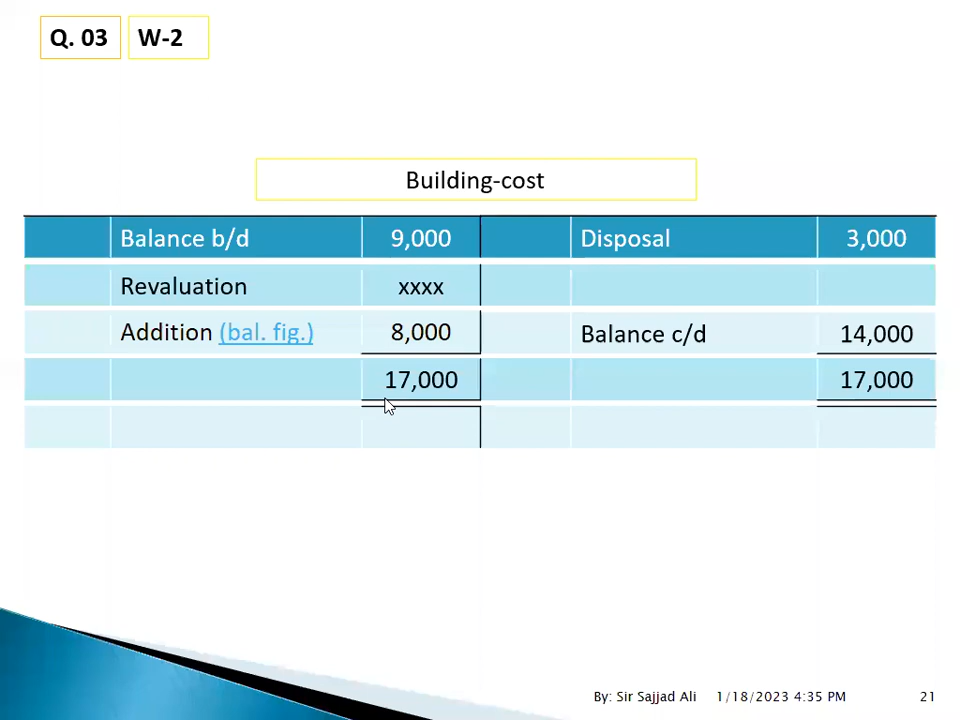 Q. 03 W-2
Building-cost
Balance b/d 9,000 Disposal 3,000
Revaluation xxxx
Addition (bal. fig.) 8,000 Balance c/d 14,000
17,000 17,000
By: Sir Sajjad Ali 1/18/2023 4:35 PM 21